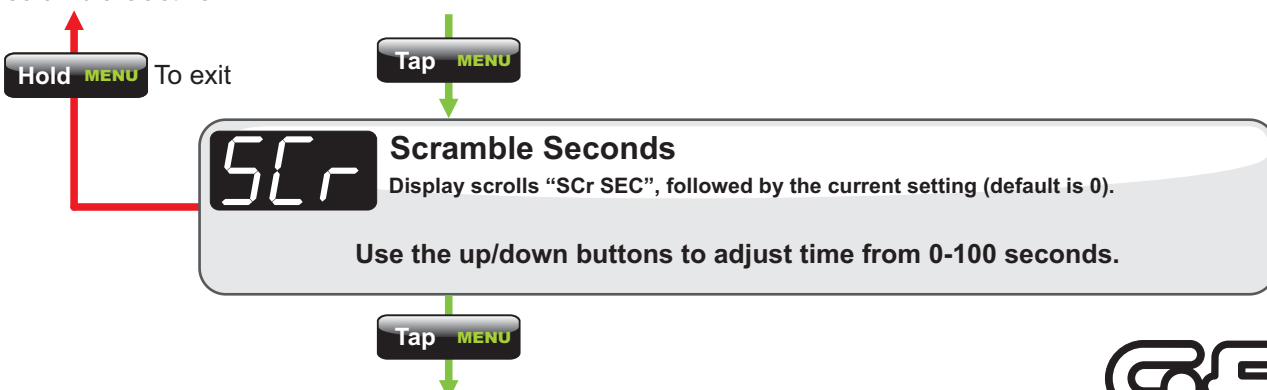 Hold MENU To exit
Tap MENU
SCr
Scramble Seconds
Display scrolls “SCr SEC”, followed by the current setting (default is 0).
Use the up/down buttons to adjust time from 0-100 seconds.
Tap MENU